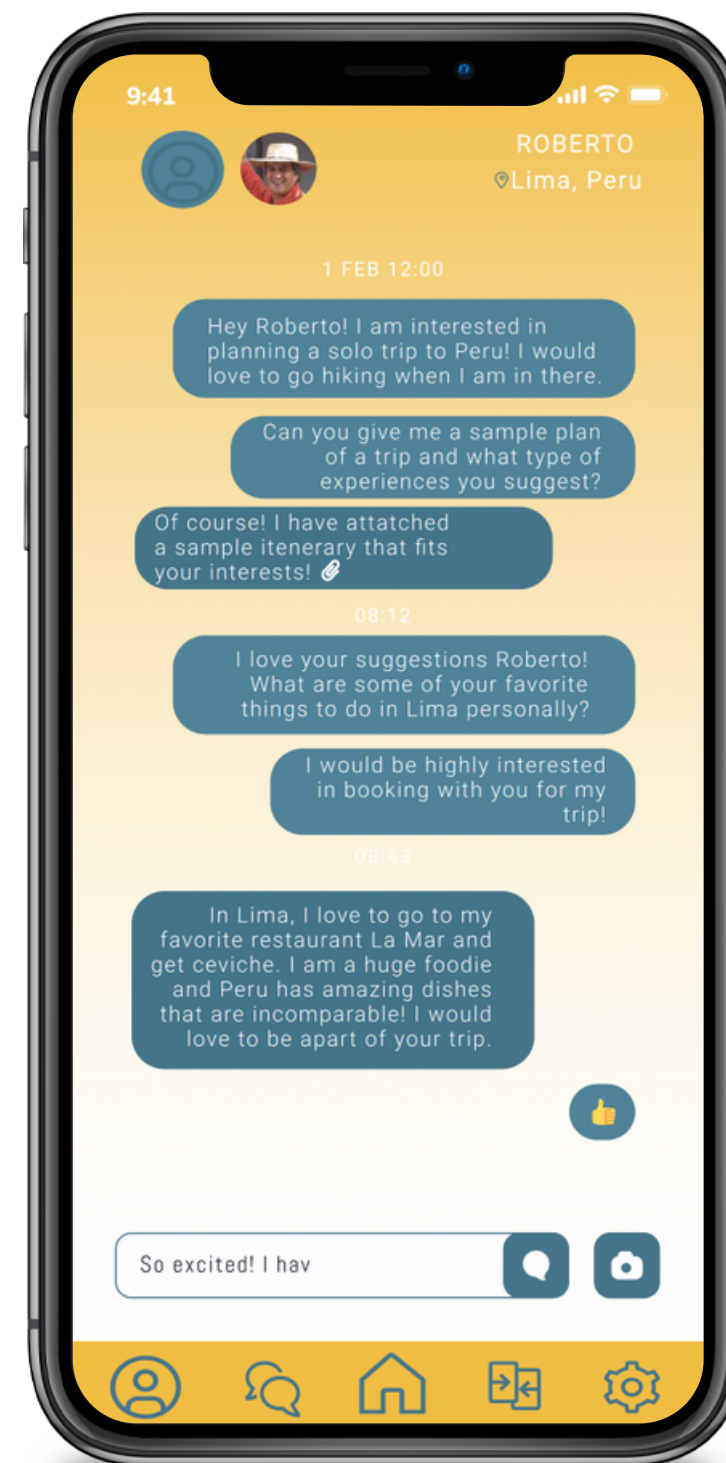 9:41
ROBERTO
Lima, Peru
1 FEB 12:00
Hey Roberto! I am interested in
planning a solo trip to Peru! I would
love to go hiking when I am in there.
Can you give me a sample plan
of a trip and what type of
experiences you suggest?
Of course! I have attatched
a sample itenerary that fits
your interests!
08:12
I love your suggestions Roberto!
What are some of your favorite
things to do in Lima personally?
I would be highly interested
in booking with you for my
trip!
08:43
In Lima, I love to go to my
favorite restaurant La Mar and
get ceviche. I am a huge foodie
and Peru has amazing dishes
that are incomparable! I would
love to be apart of your trip.
So excited! I hav